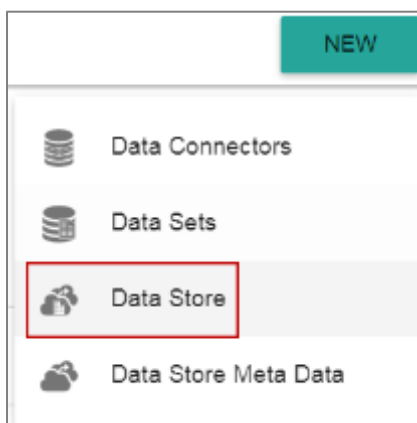 NEW
Data Connectors
Data Sets
Data Store
Data Store Meta Data